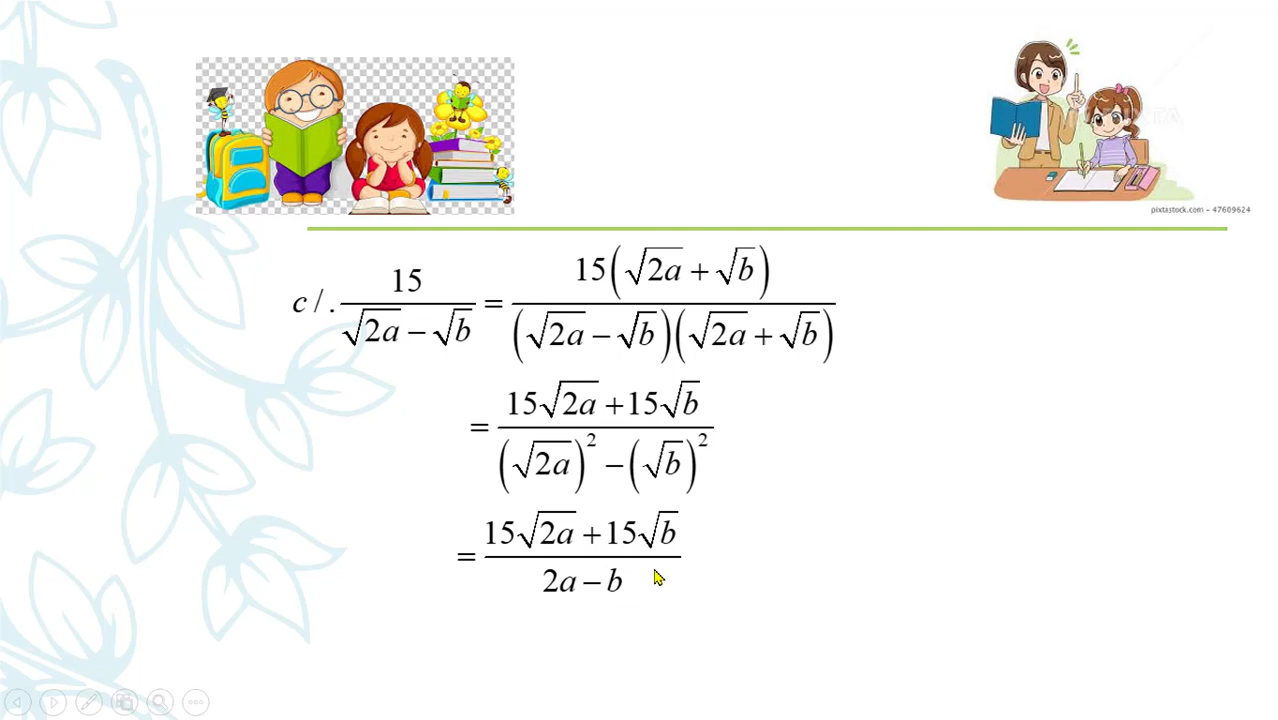 pixtastock.com - 47609624
c /. 15/(√2a − √b) = 15(√2a + √b)/((√2a − √b)(√2a + √b))
= (15√2a + 15√b)/((√2a)² − (√b)²)
= (15√2a + 15√b)/(2a − b)